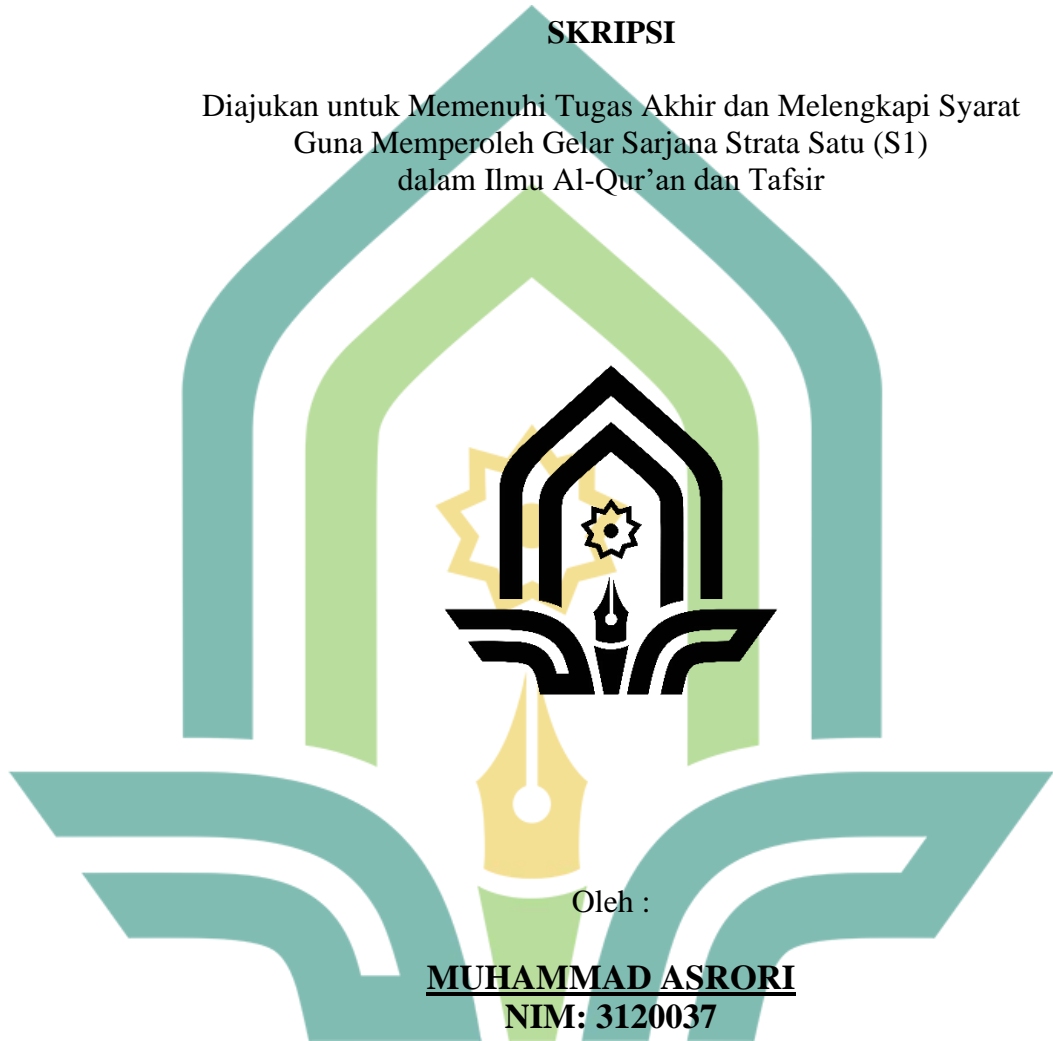 SKRIPSI
Diajukan untuk Memenuhi Tugas Akhir dan Melengkapi Syarat
Guna Memperoleh Gelar Sarjana Strata Satu (S1)
dalam Ilmu Al-Qur’an dan Tafsir
Oleh :
MUHAMMAD ASRORI
NIM: 3120037